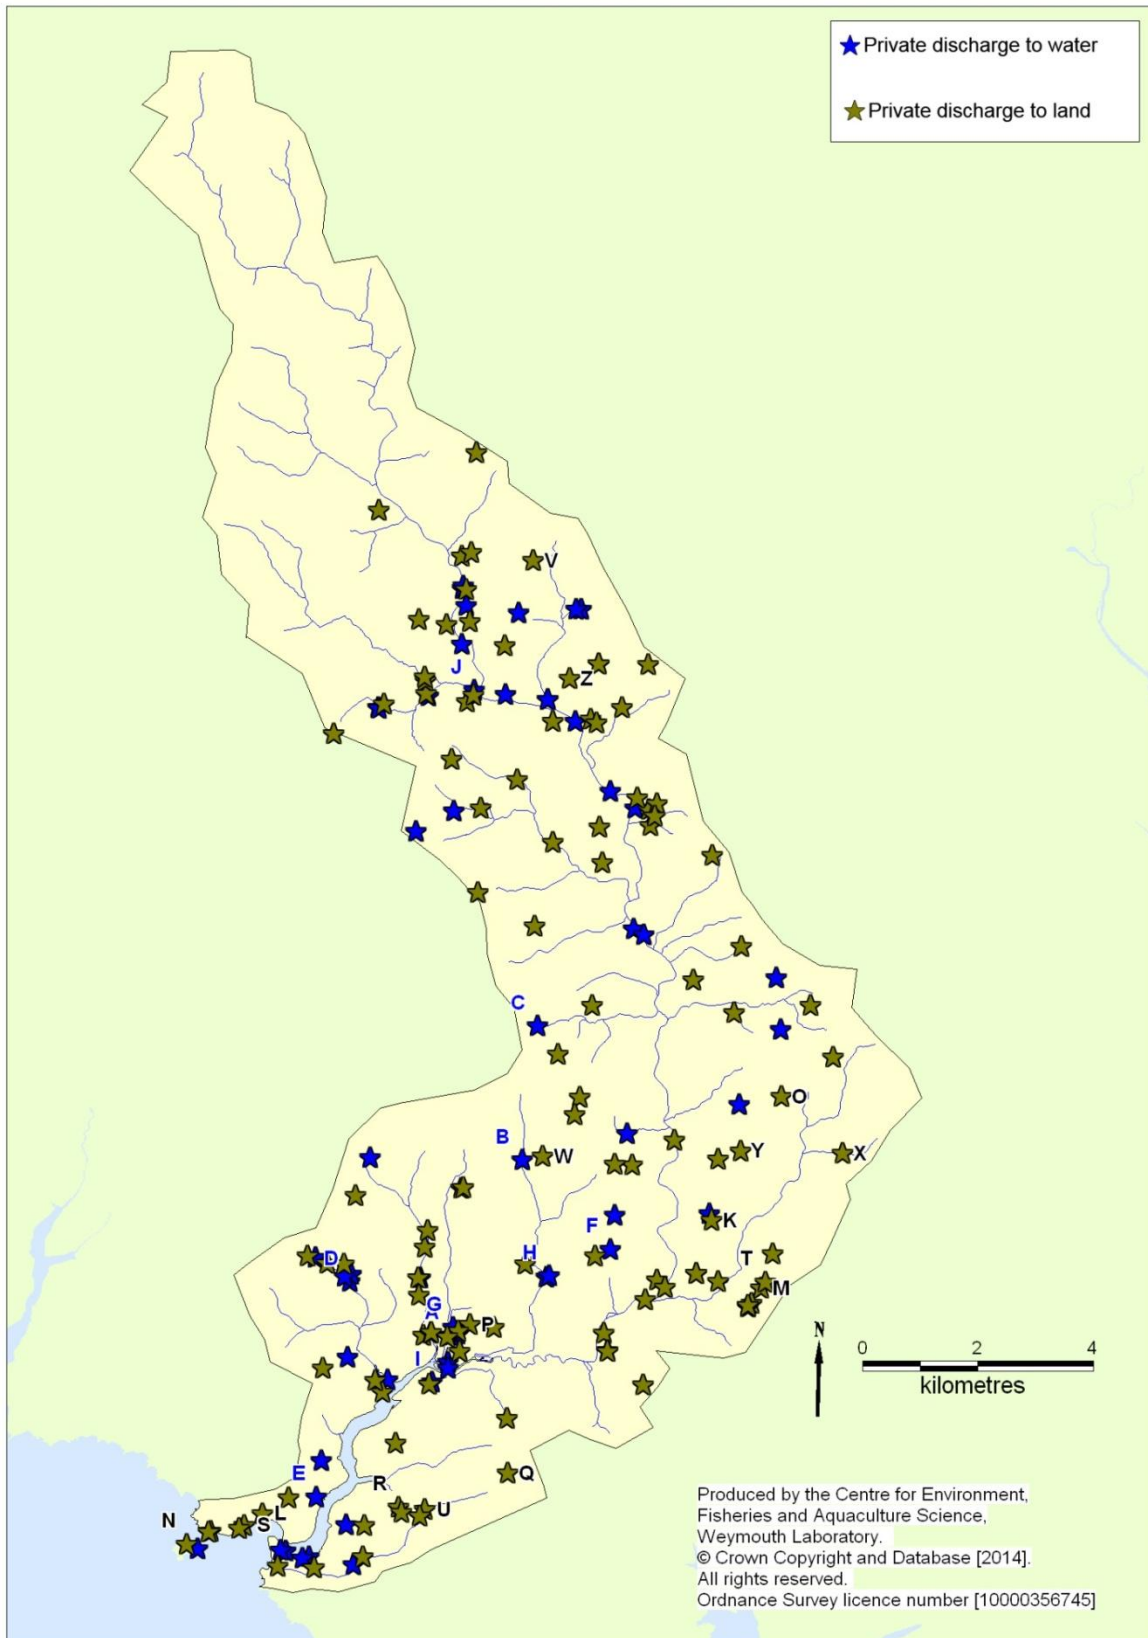 Private discharge to water
Private discharge to land
V
J
Z
C
O
B
W
Y
X
F
K
H
D
T
M
G
A
P
I
N
0 2 4
kilometres
E
R
Q
L
U
N
S
Produced by the Centre for Environment,
Fisheries and Aquaculture Science,
Weymouth Laboratory.
© Crown Copyright and Database [2014].
All rights reserved.
Ordnance Survey licence number [10000356745]